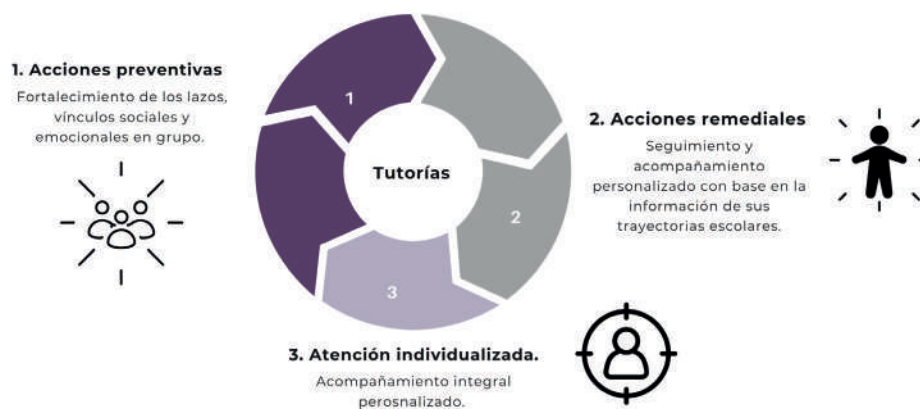 1. Acciones preventivas
Fortalecimiento de los lazos,
vínculos sociales y
emocionales en grupo.
1
Tutorías
2
3
2. Acciones remediales
Seguimiento y
acompañamiento
personalizado con base en la
información de sus
trayectorias escolares.
3. Atención individualizada.
Acompañamiento integral
perosnalizado.